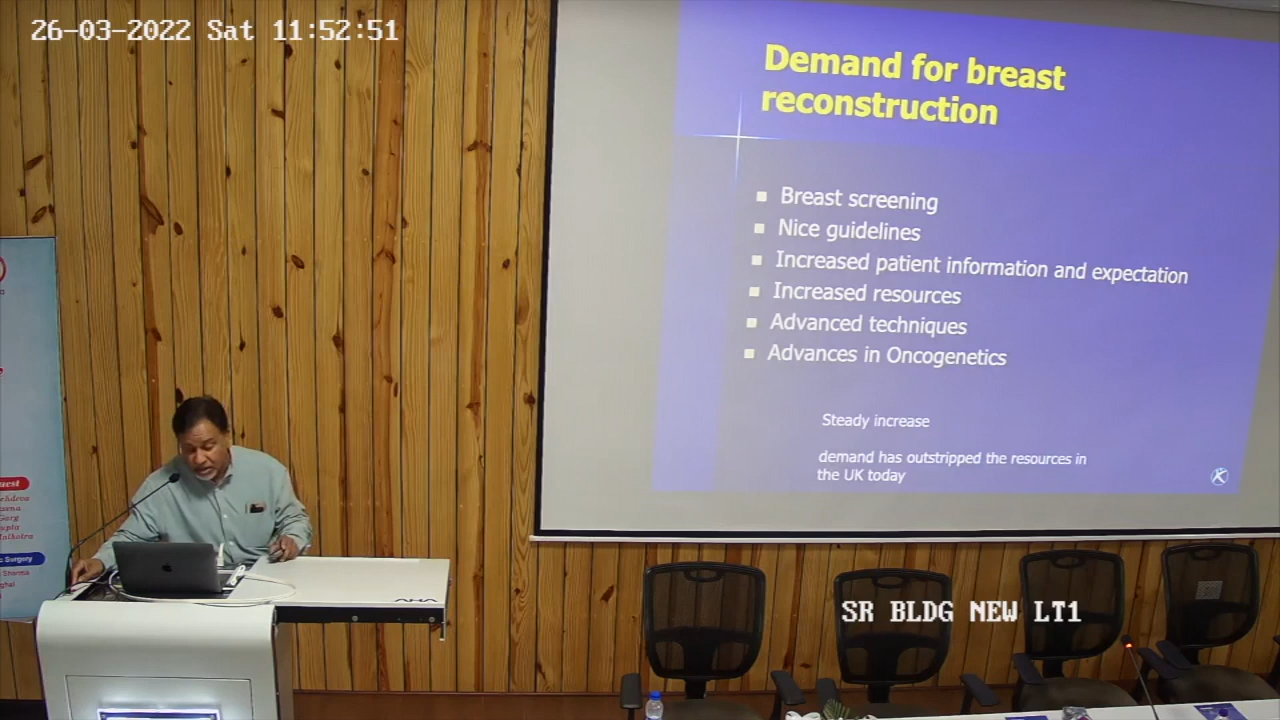 26-03-2022 Sat 11:52:51
Demand for breast
reconstruction
Breast screening
Nice guidelines
Increased patient information and expectation
Increased resources
Advanced techniques
Advances in Oncogenetics
Steady increase
demand has outstripped the resources in
the UK today
SR BLDG NEW LT1